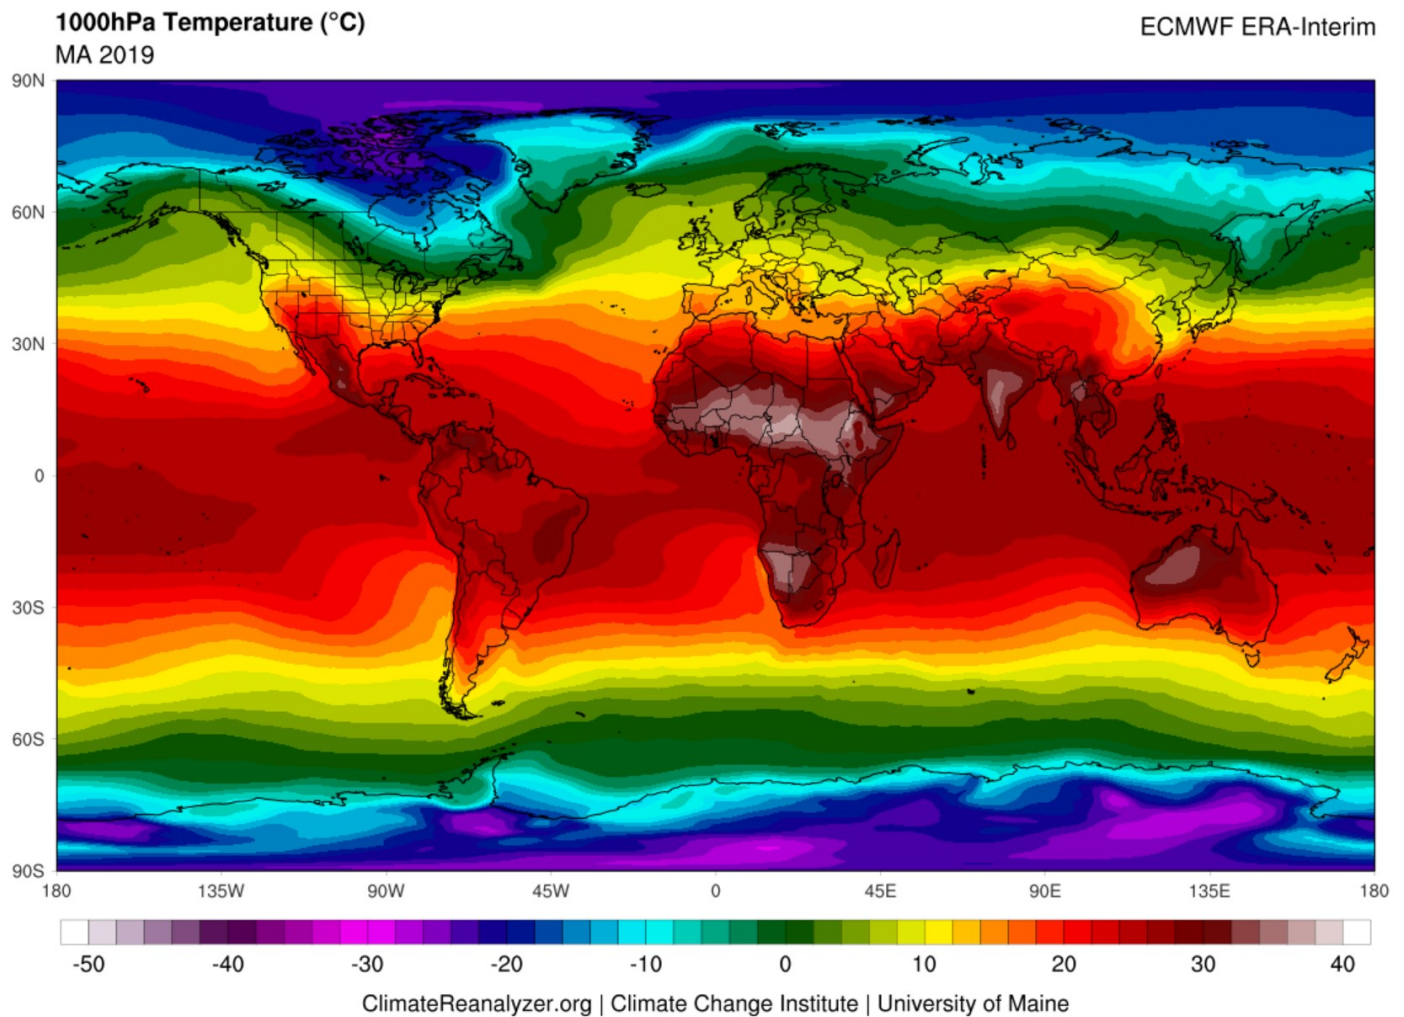 1000hPa Temperature (°C)
ECMWF ERA-Interim
MA 2019
90N
60N
30N
0
30S
60S
90S
180 135W 90W 45W 0 45E 90E 135E 180
-50 -40 -30 -20 -10 0 10 20 30 40
ClimateReanalyzer.org | Climate Change Institute | University of Maine